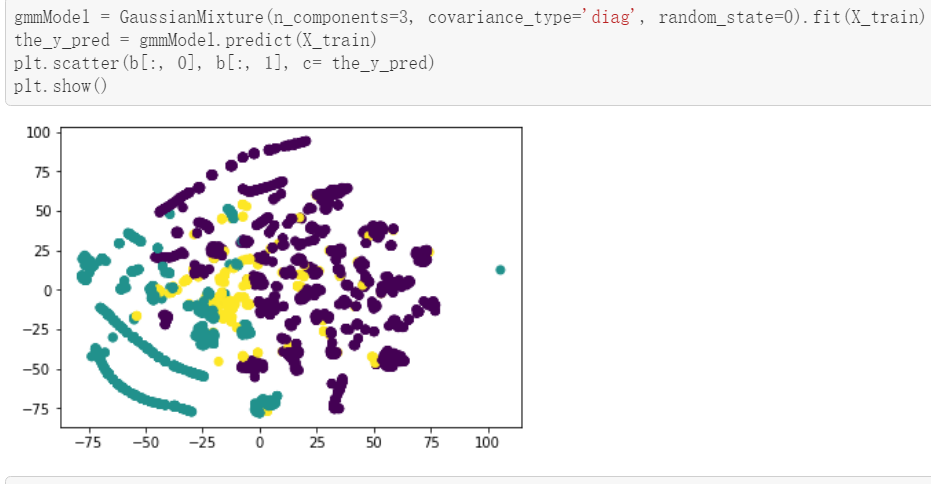 gmmModel = GaussianMixture(n_components=3, covariance_type='diag', random_state=0).fit(X_train)
the_y_pred = gmmModel.predict(X_train)
plt.scatter(b[:, 0], b[:, 1], c= the_y_pred)
plt.show()
100
75
50
25
0
−25
−50
−75
−75 −50 −25 0 25 50 75 100